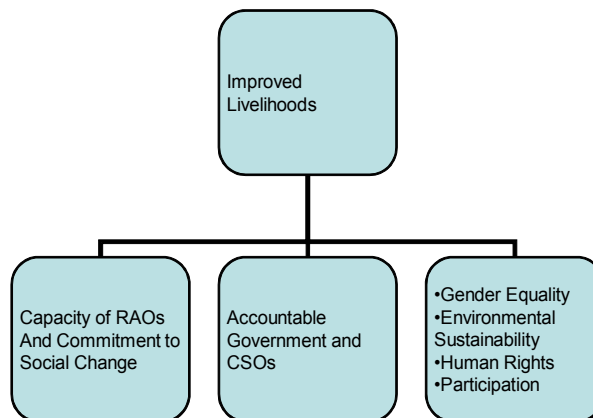 Improved
Livelihoods
Capacity of RAOs
And Commitment to
Social Change
Accountable
Government and
CSOs
•Gender Equality
•Environmental
Sustainability
•Human Rights
•Participation